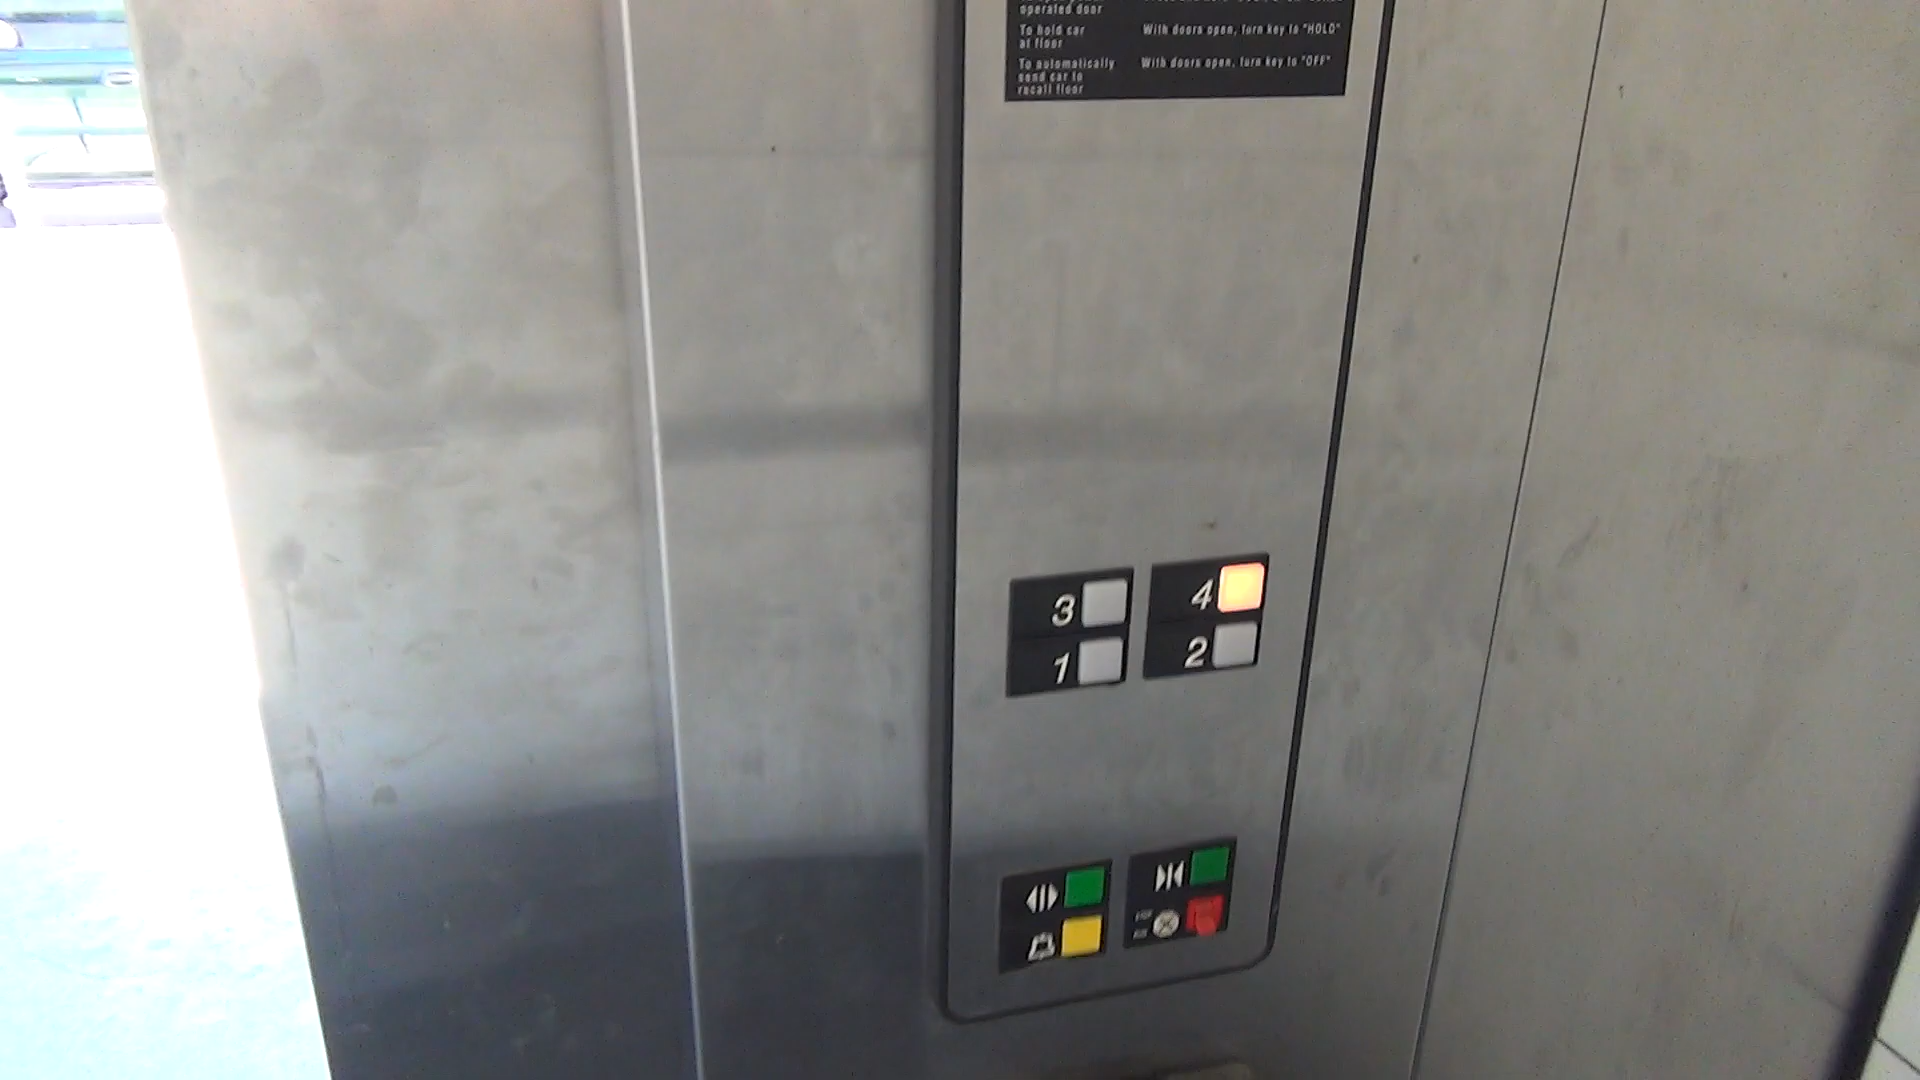 operated door
To hold car
at floor
With doors open, turn key to "HOLD"
To automatically
send car to
recall floor
With doors open, turn key to "OFF"
3
4
1
2